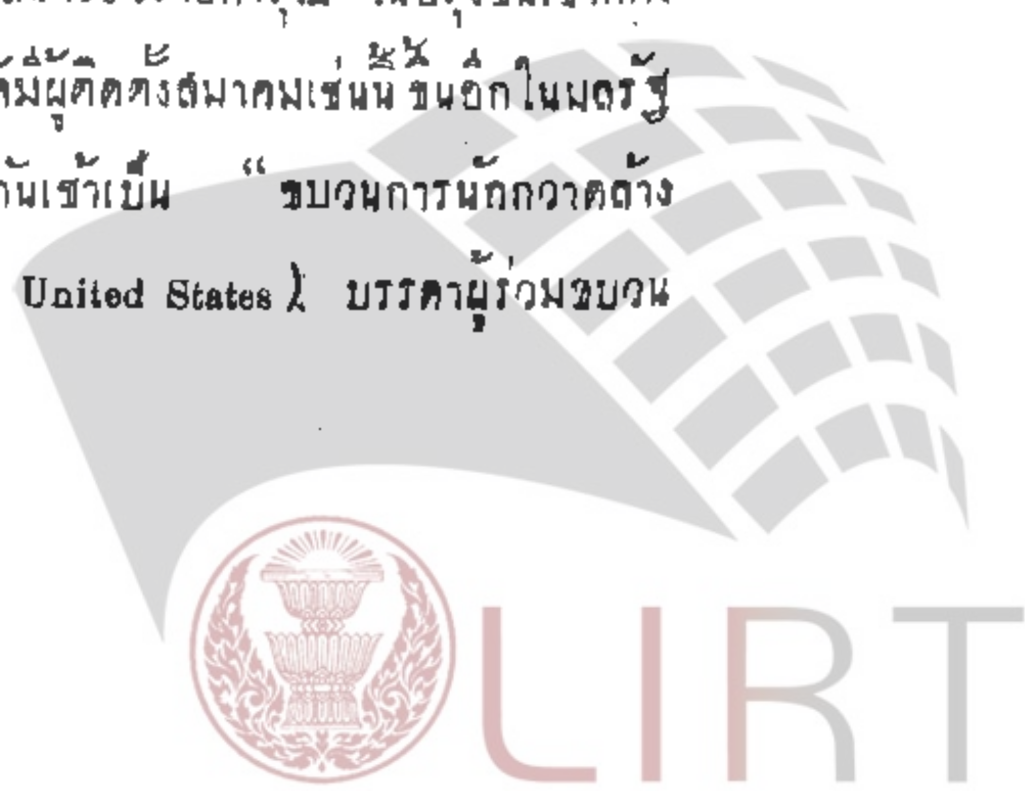 มีผู้คิดตั้งสมาคมเช่นนี้ ขึ้นอีกในมลรัฐ
กันเข้าเป็น “ ขบวนการนักกวาดล้าง
United States ) บรรดาผู้ร่วมขบวน
LIRT